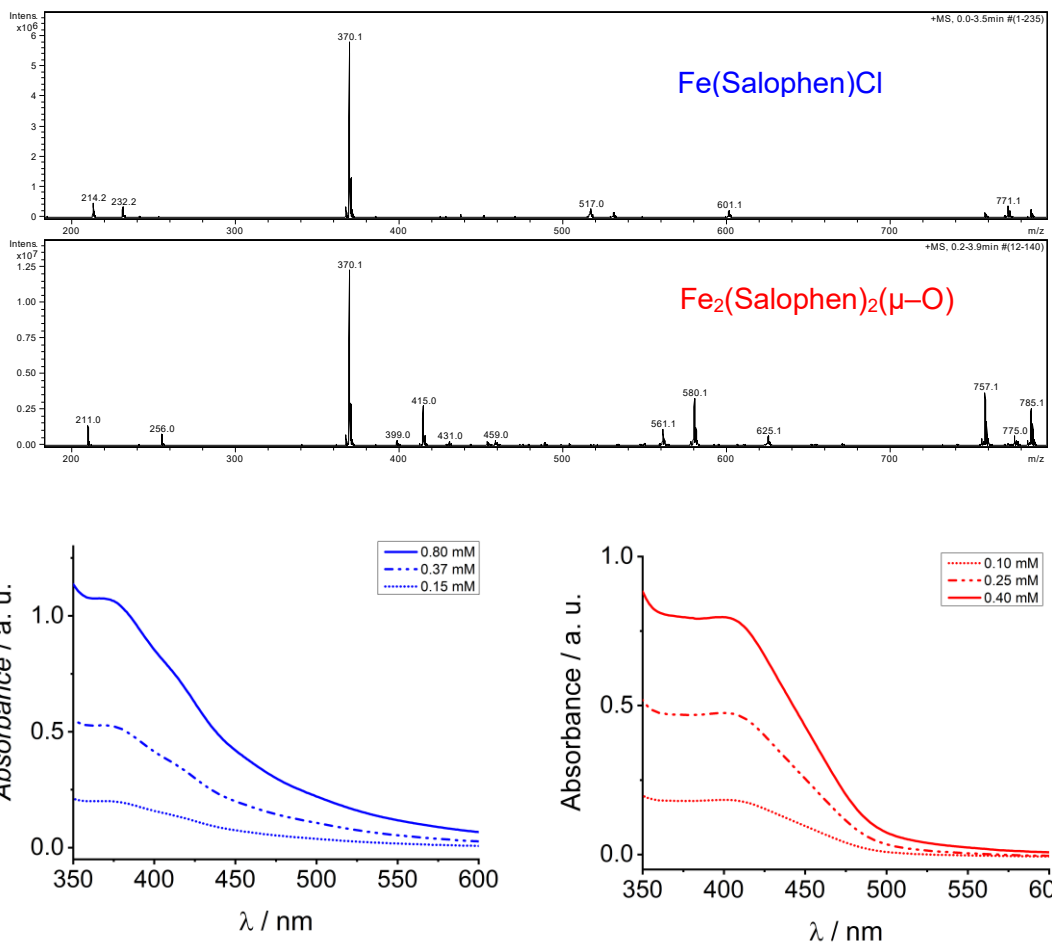 Intens.
x10⁶
+MS, 0.0-3.5min #(1-235)
6
5
4
3
2
1
0
370.1
214.2
232.2
517.0
601.1
771.1
Fe(Salophen)Cl
200
300
400
500
600
700
m/z
Intens.
x10⁷
+MS, 0.2-3.9min #(12-140)
1.25
1.00
0.75
0.50
0.25
0.00
370.1
211.0
256.0
399.0
415.0
431.0
459.0
561.1
580.1
625.1
757.1
775.0
785.1
Fe₂(Salophen)₂(µ–O)
200
300
400
500
600
700
m/z
Absorbance / a. u.
1.0
0.5
0.0
0.80 mM
0.37 mM
0.15 mM
350 400 450 500 550 600
λ / nm
Absorbance / a. u.
1.0
0.5
0.0
0.10 mM
0.25 mM
0.40 mM
350 400 450 500 550 60
λ / nm